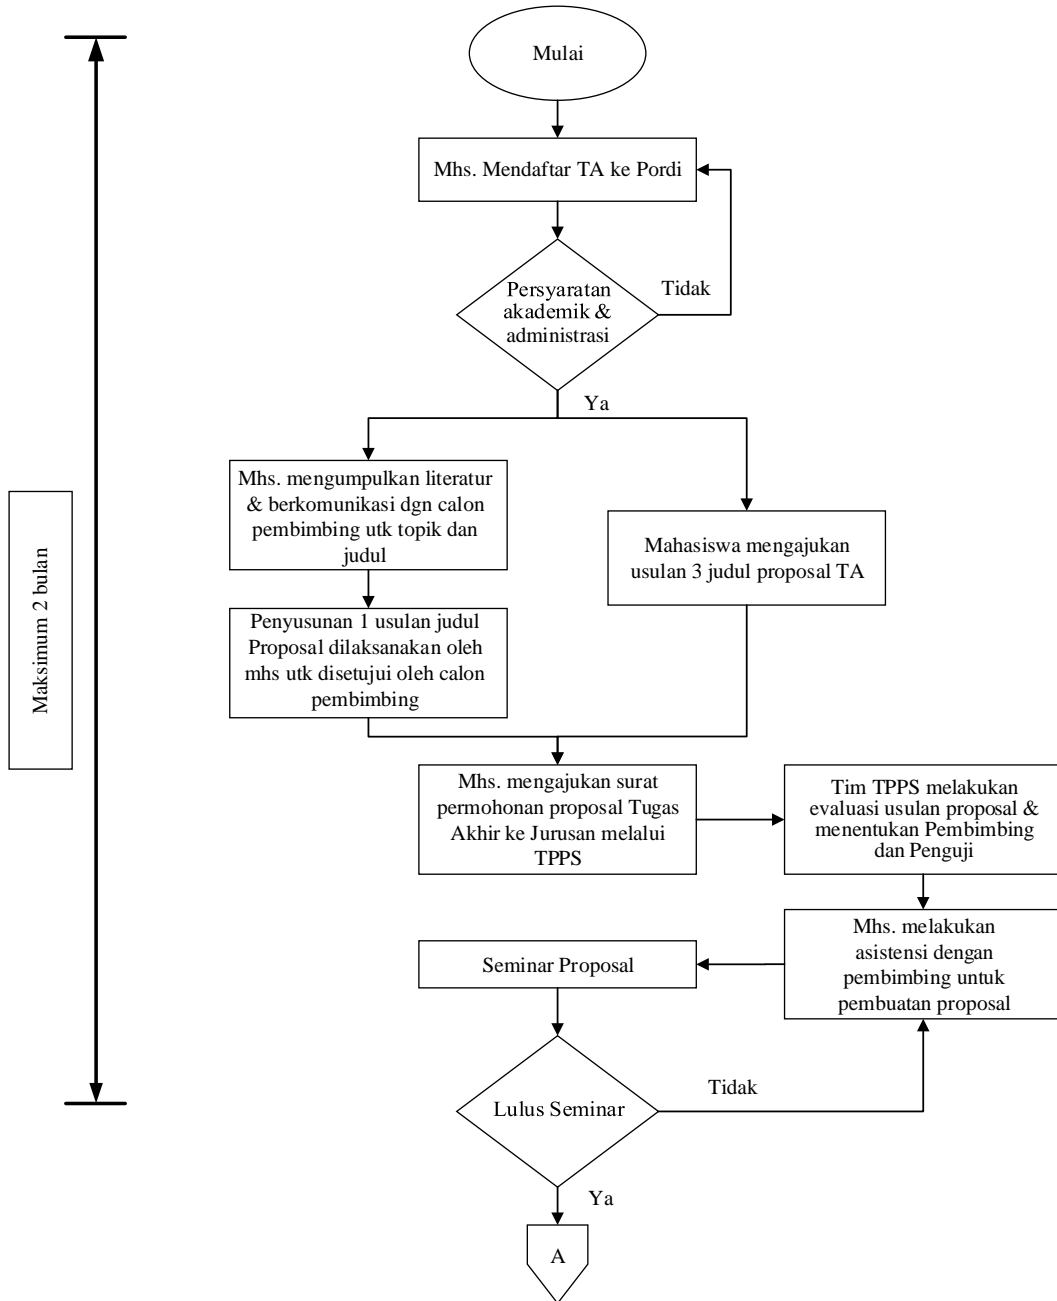 Mulai
Mhs. Mendaftar TA ke Pordi
Persyaratan
akademik &
administrasi
Tidak
Ya
Mhs. mengumpulkan literatur
& berkomunikasi dgn calon
pembimbing utk topik dan
judul
Mahasiswa mengajukan
usulan 3 judul proposal TA
Maksimum 2 bulan
Penyusunan 1 usulan judul
Proposal dilaksanakan oleh
mhs utk disetujui oleh calon
pembimbing
Mhs. mengajukan surat
permohonan proposal Tugas
Akhir ke Jurusan melalui
TPPS
Tim TPPS melakukan
evaluasi usulan proposal &
menentukan Pembimbing
dan Penguji
Mhs. melakukan
asistensi dengan
pembimbing untuk
pembuatan proposal
Seminar Proposal
Lulus Seminar
Tidak
Ya
A